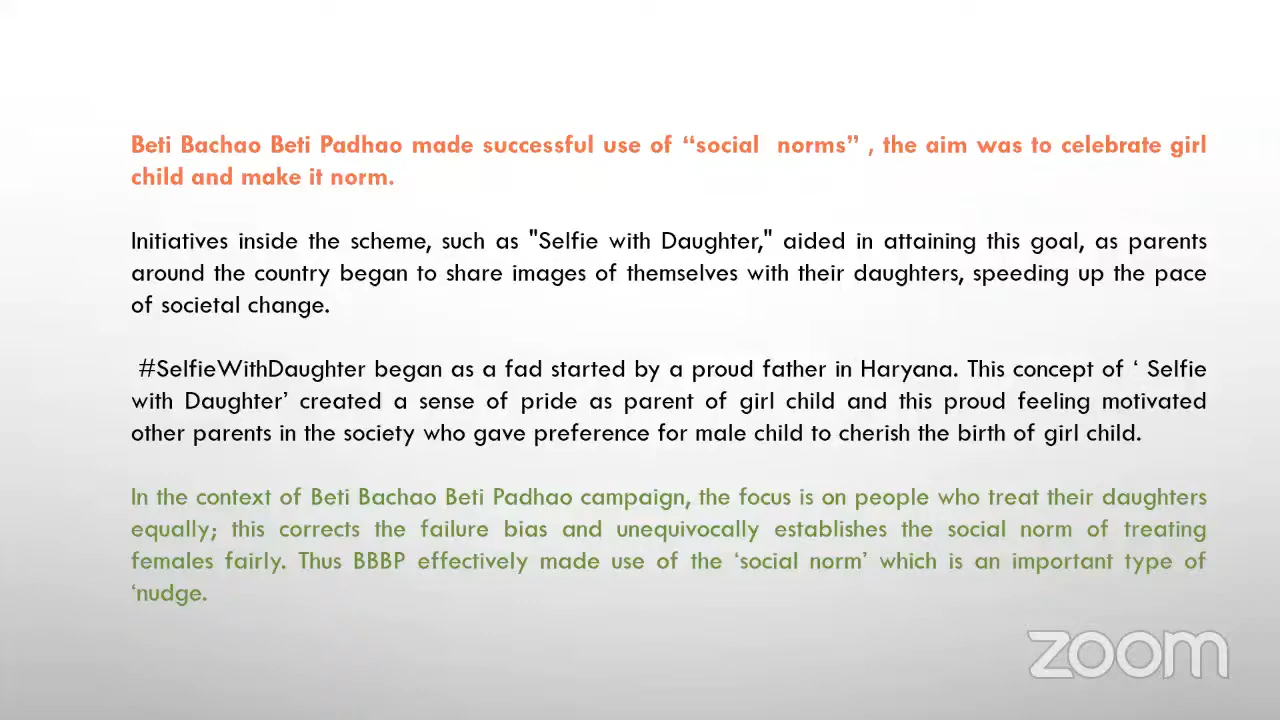 Beti Bachao Beti Padhao made successful use of “social  norms” , the aim was to celebrate girl
child and make it norm.
Initiatives inside the scheme, such as "Selfie with Daughter," aided in attaining this goal, as parents
around the country began to share images of themselves with their daughters, speeding up the pace
of societal change.
#SelfieWithDaughter began as a fad started by a proud father in Haryana. This concept of ‘ Selfie
with Daughter’ created a sense of pride as parent of girl child and this proud feeling motivated
other parents in the society who gave preference for male child to cherish the birth of girl child.
In the context of Beti Bachao Beti Padhao campaign, the focus is on people who treat their daughters
equally; this corrects the failure bias and unequivocally establishes the social norm of treating
females fairly. Thus BBBP effectively made use of the ‘social norm’ which is an important type of
‘nudge.
zoom